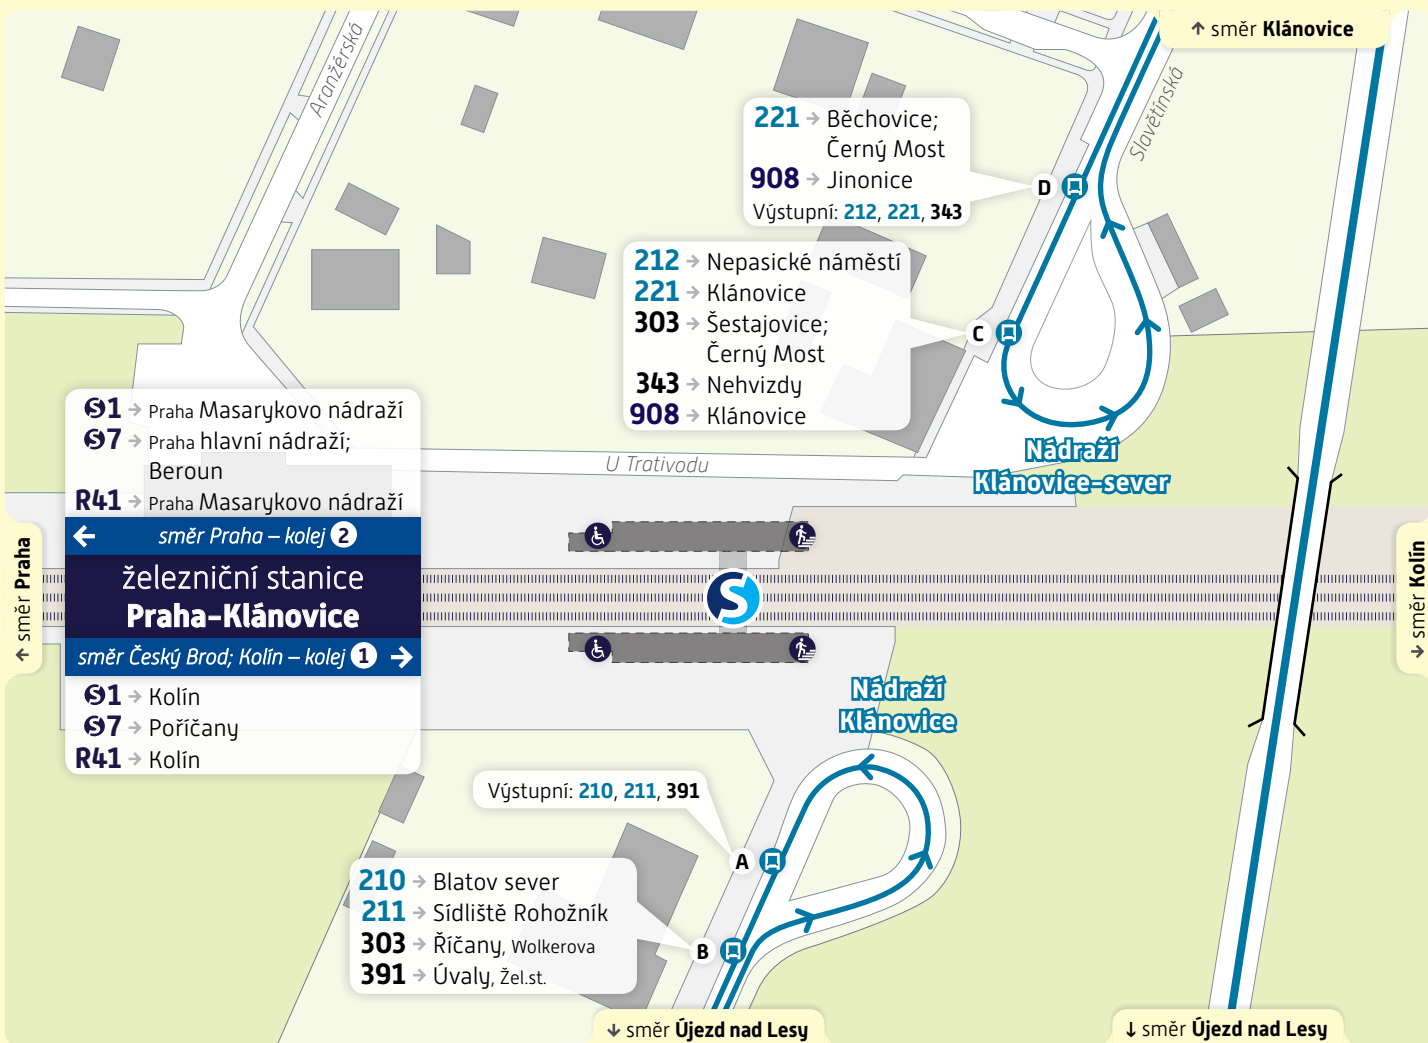 ↑ směr Klánovice
Aranžérská
Slavětínská
221 → Běchovice;
Černý Most
908 → Jinonice
Výstupní: 212, 221, 343
D
212 → Nepasické náměstí
221 → Klánovice
303 → Šestajovice;
Černý Most
343 → Nehvizdy
908 → Klánovice
C
Nádraží
Klánovice-sever
U Trativodu
S1 → Praha Masarykovo nádraží
S7 → Praha hlavní nádraží;
Beroun
R41 → Praha Masarykovo nádraží
← směr Praha – kolej 2
železniční stanice
Praha-Klánovice
směr Český Brod; Kolín – kolej 1 →
S1 → Kolín
S7 → Poříčany
R41 → Kolín
← směr Praha
→ směr Kolín
S
Nádraží
Klánovice
Výstupní: 210, 211, 391
A
210 → Blatov sever
211 → Sídliště Rohožník
303 → Říčany, Wolkerova
391 → Úvaly, Žel.st.
B
↓ směr Újezd nad Lesy
↓ směr Újezd nad Lesy